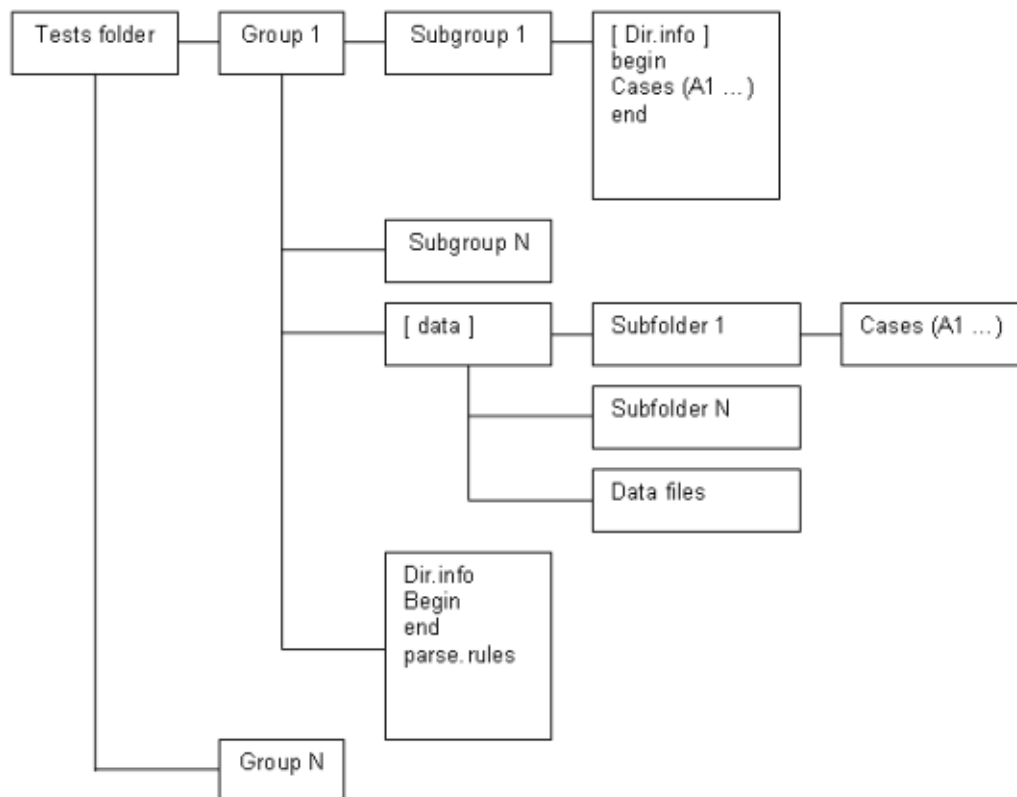 Tests folder
Group 1
Subgroup 1
[ Dir.info ]
begin
Cases (A1 ...)
end
Subgroup N
[ data ]
Subfolder 1
Cases (A1 ...)
Subfolder N
Data files
Dir.info
Begin
end
parse.rules
Group N